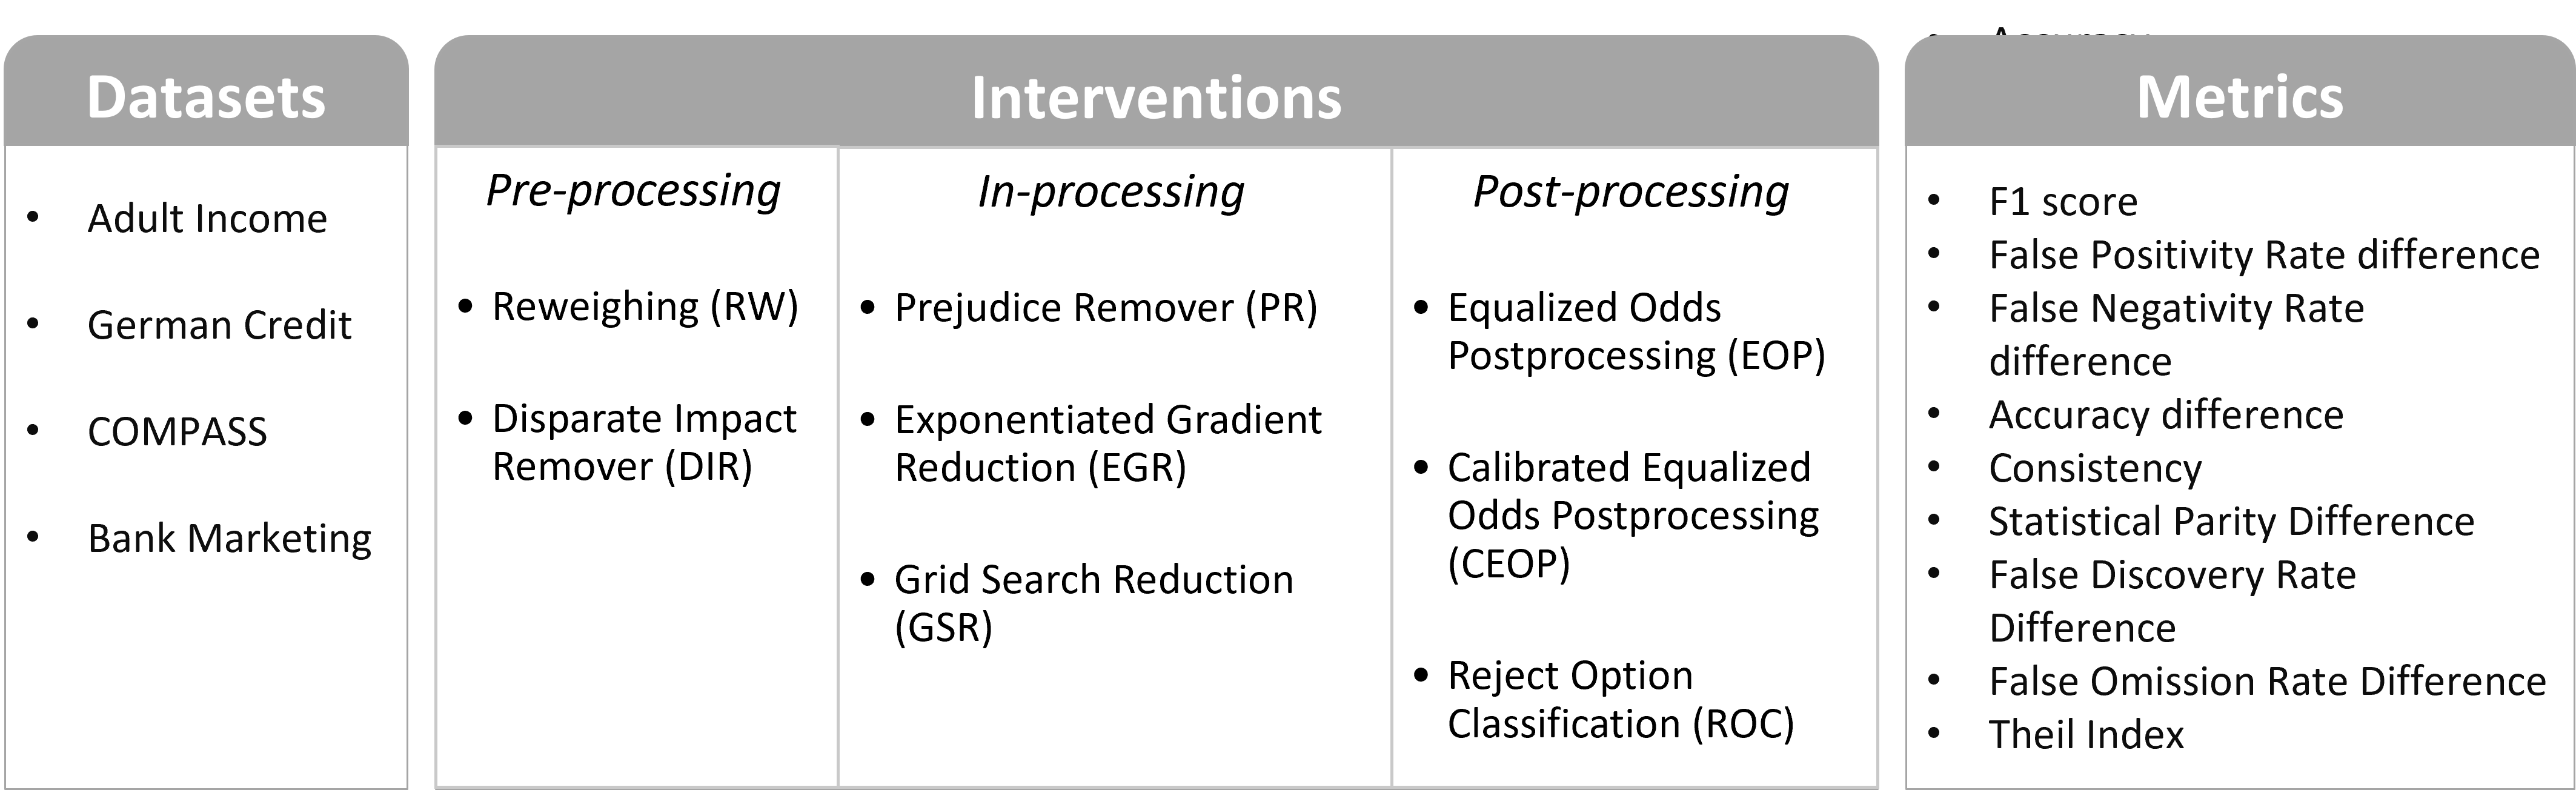 Datasets
• Adult Income
• German Credit
• COMPASS
• Bank Marketing
Interventions
Pre-processing
• Reweighing (RW)
• Disparate Impact
Remover (DIR)
In-processing
• Prejudice Remover (PR)
• Exponentiated Gradient
Reduction (EGR)
• Grid Search Reduction
(GSR)
Post-processing
• Equalized Odds
Postprocessing (EOP)
• Calibrated Equalized
Odds Postprocessing
(CEOP)
• Reject Option
Classification (ROC)
Metrics
• F1 score
• False Positivity Rate difference
• False Negativity Rate
difference
• Accuracy difference
• Consistency
• Statistical Parity Difference
• False Discovery Rate
Difference
• False Omission Rate Difference
• Theil Index